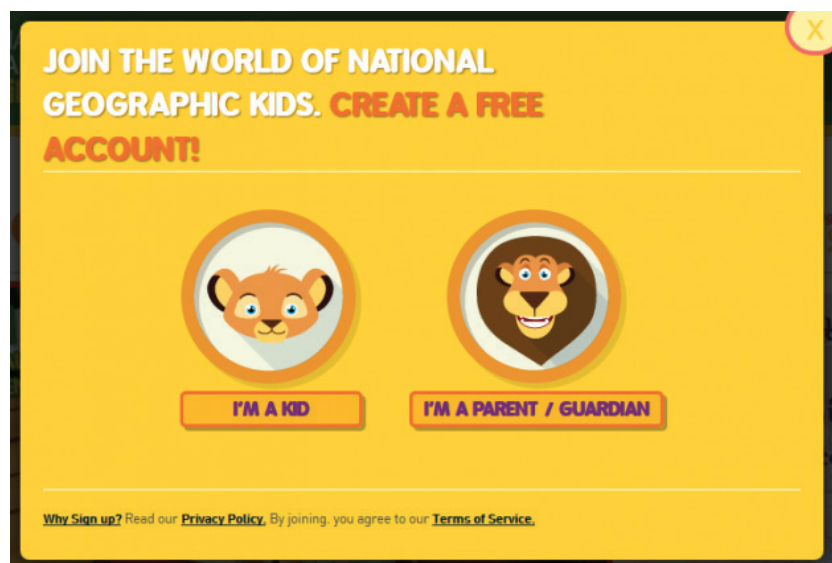 X
JOIN THE WORLD OF NATIONAL
GEOGRAPHIC KIDS. CREATE A FREE
ACCOUNT!
I'M A KID
I'M A PARENT / GUARDIAN
Why Sign up? Read our Privacy Policy. By joining. you agree to our Terms of Service.